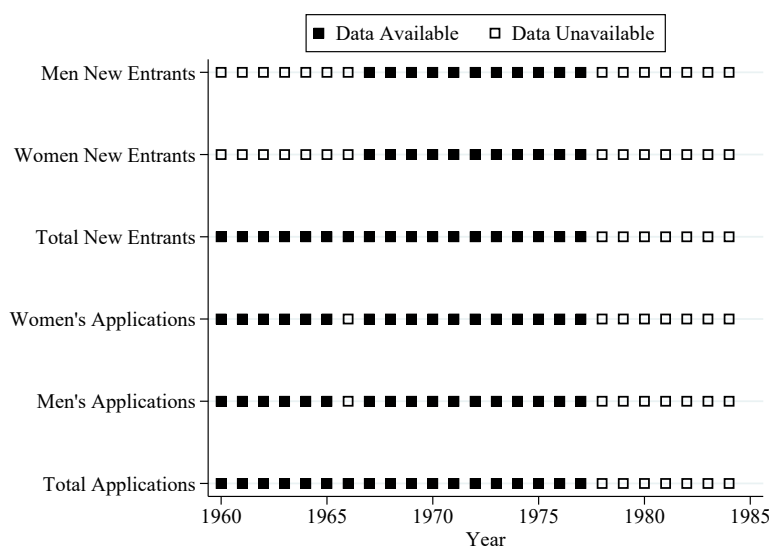 Data Available Data Unavailable
Men New Entrants
Women New Entrants
Total New Entrants
Women's Applications
Men's Applications
Total Applications
1960 1965 1970 1975 1980 1985
Year